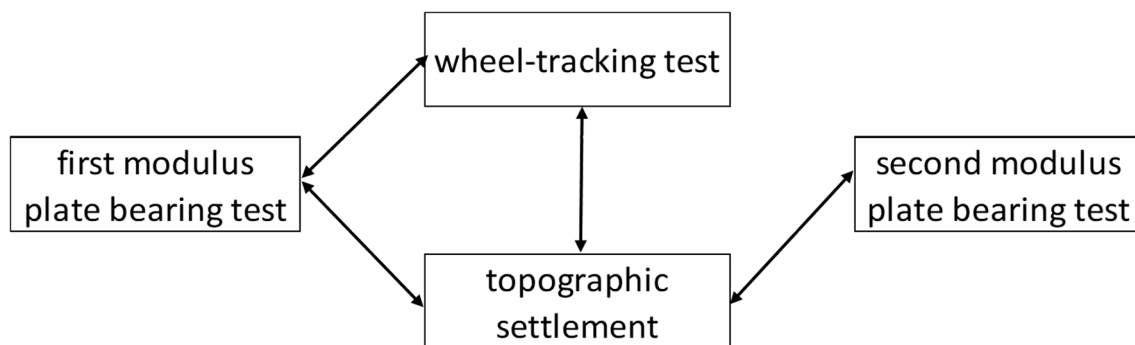 wheel-tracking test
first modulus
plate bearing test
second modulus
plate bearing test
topographic
settlement